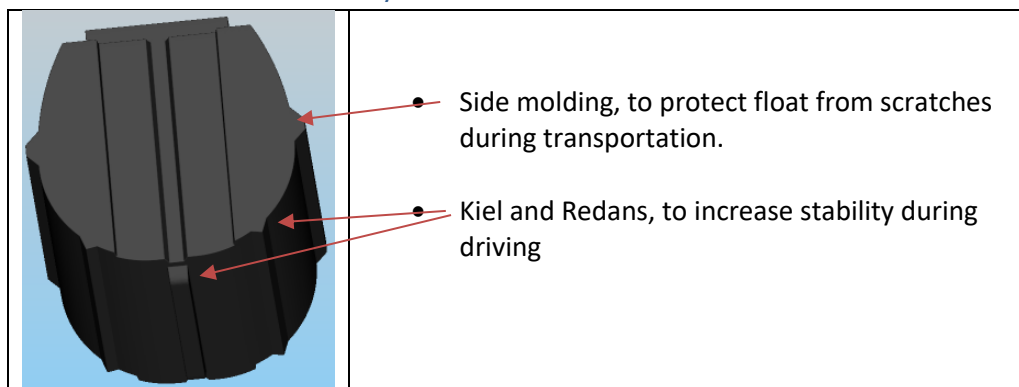 • Side molding, to protect float from scratches
during transportation.
• Kiel and Redans, to increase stability during
driving